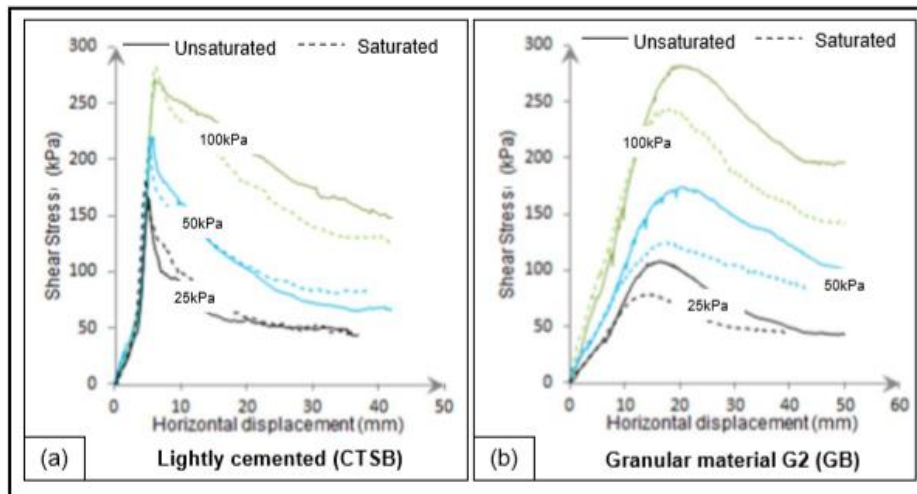 Unsaturated Saturated
300
250
200
150
100
50
0
Shear Stress (kPa)
100kPa
50kPa
25kPa
0 10 20 30 40 50
Horizontal displacement (mm)
(a) Lightly cemented (CTSB)
Unsaturated Saturated
300
250
200
150
100
50
0
Shear Stress (kPa)
100kPa
50kPa
25kPa
0 10 20 30 40 50 60
Horizontal displacement (mm)
(b) Granular material G2 (GB)